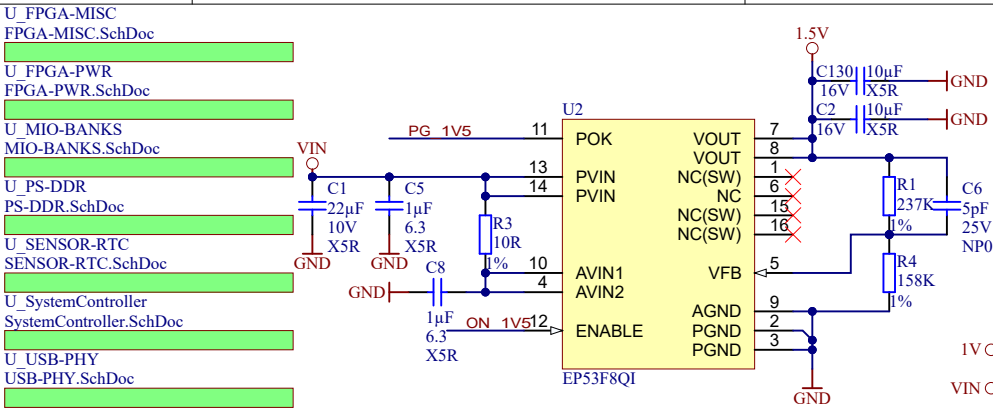 U_FPGA-MISC
FPGA-MISC.SchDoc
U_FPGA-PWR
FPGA-PWR.SchDoc
U_MIO-BANKS
MIO-BANKS.SchDoc
U_PS-DDR
PS-DDR.SchDoc
U_SENSOR-RTC
SENSOR-RTC.SchDoc
U_SystemController
SystemController.SchDoc
U_USB-PHY
USB-PHY.SchDoc
VIN
C1
22µF
10V
X5R
GND
C5
1µF
6.3
X5R
GND
R3
10R
1%
GND
C8
1µF
6.3
X5R
PG_1V5
ON_1V5
U2
11 POK
13 PVIN
14 PVIN
10 AVIN1
4 AVIN2
12 ENABLE
VOUT 7
VOUT 8
NC(SW) 1
NC 6
NC(SW) 15
NC(SW) 16
VFB 5
AGND 9
PGND 2
PGND 3
EP53F8QI
1.5V
C130 10µF
16V X5R
GND
C2 10µF
16V X5R
GND
R1
237K
1%
C6
5pF
25V
NP0
R4
158K
1%
GND
1V
VIN